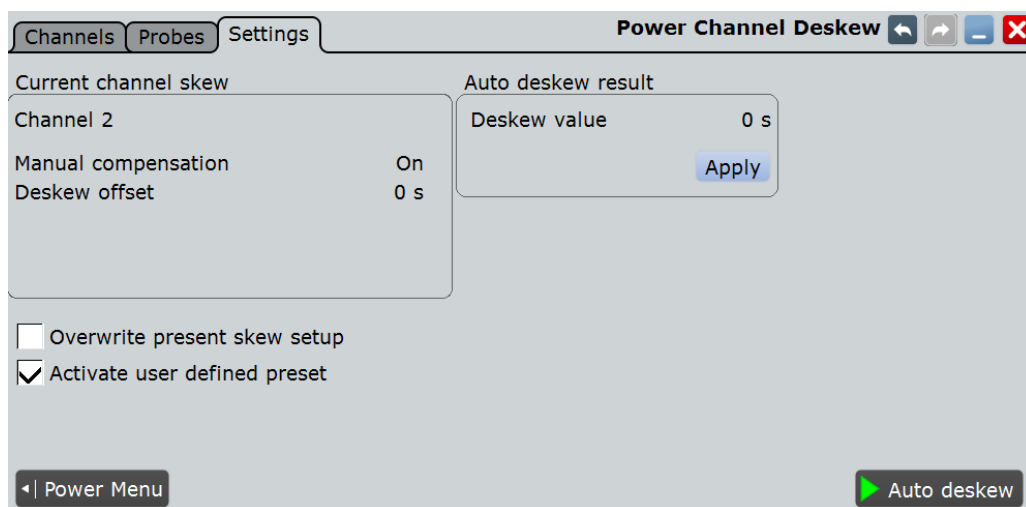 Channels Probes Settings Power Channel Deskew
Current channel skew
Channel 2
Manual compensation On
Deskew offset 0 s
Auto deskew result
Deskew value 0 s
Apply
Overwrite present skew setup
Activate user defined preset
Power Menu
Auto deskew